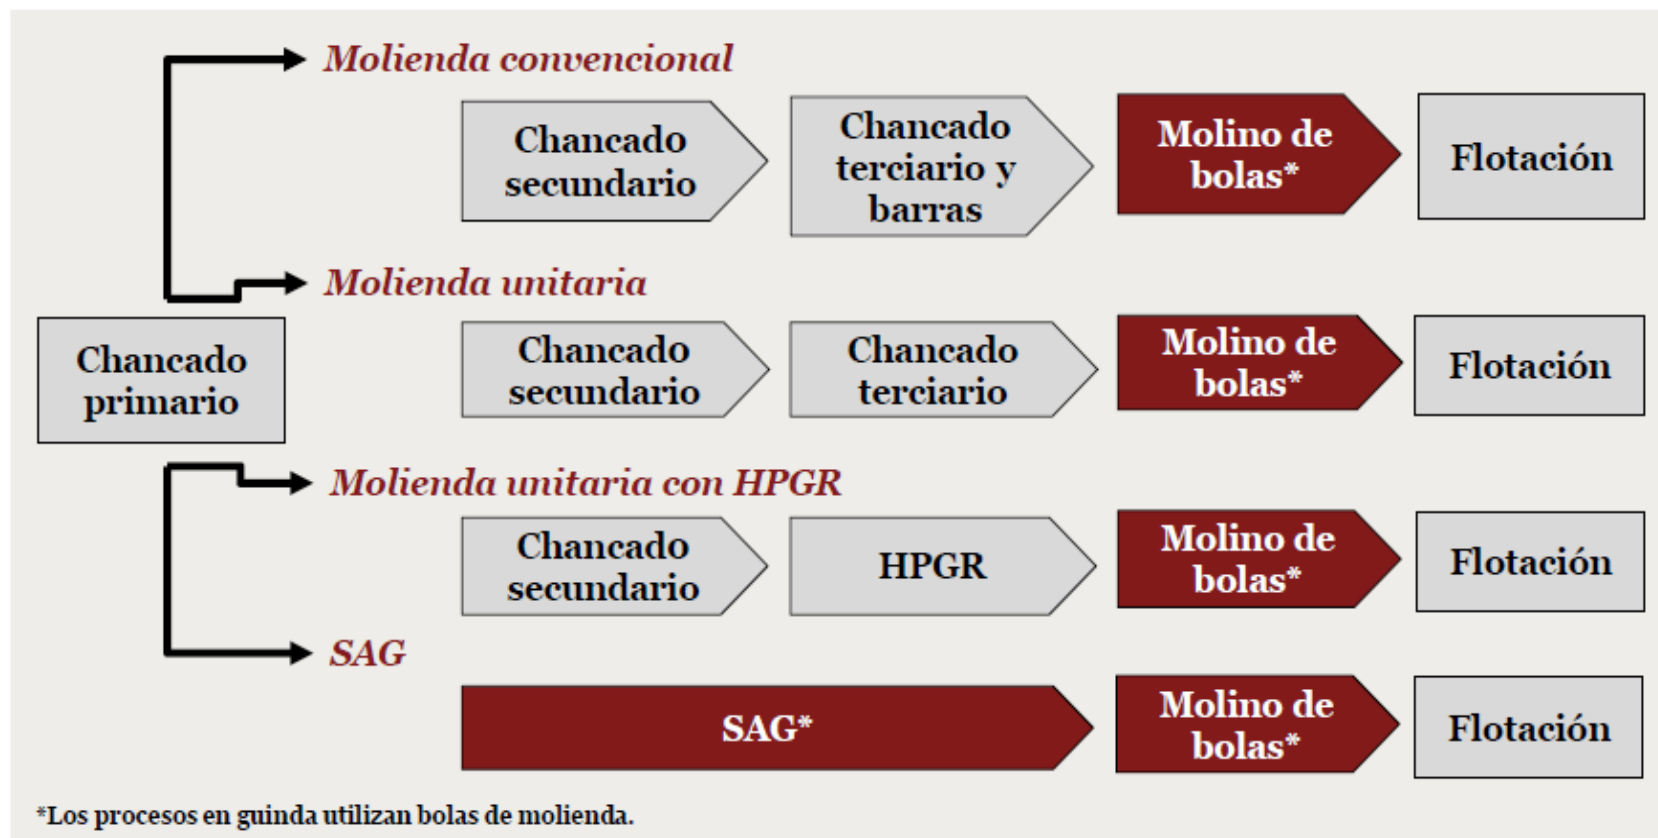 Molienda convencional
Chancado
secundario
Chancado
terciario y
barras
Molino de
bolas*
Flotación
Molienda unitaria
Chancado
primario
Chancado
secundario
Chancado
terciario
Molino de
bolas*
Flotación
Molienda unitaria con HPGR
Chancado
secundario
HPGR
Molino de
bolas*
Flotación
SAG
SAG*
Molino de
bolas*
Flotación
*Los procesos en guinda utilizan bolas de molienda.